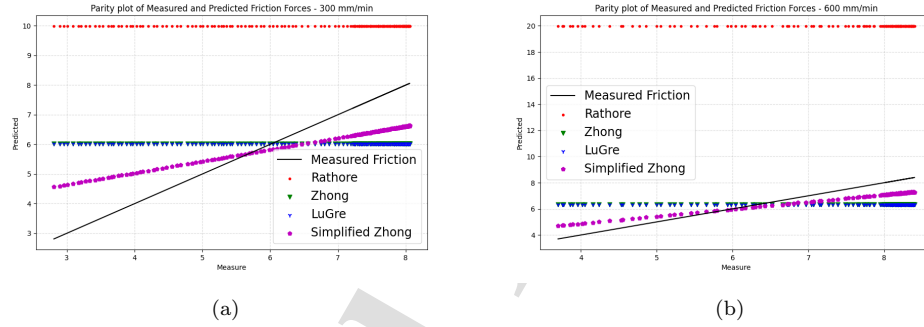 Parity plot of Measured and Predicted Friction Forces - 300 mm/min
10
9
8
7
6
5
4
3
Predicted
3 4 5 6 7 8
Measure
Measured Friction
Rathore
Zhong
LuGre
Simplified Zhong
(a)
Parity plot of Measured and Predicted Friction Forces - 600 mm/min
20
18
16
14
12
10
8
6
4
Predicted
4 5 6 7 8
Measure
Measured Friction
Rathore
Zhong
LuGre
Simplified Zhong
(b)